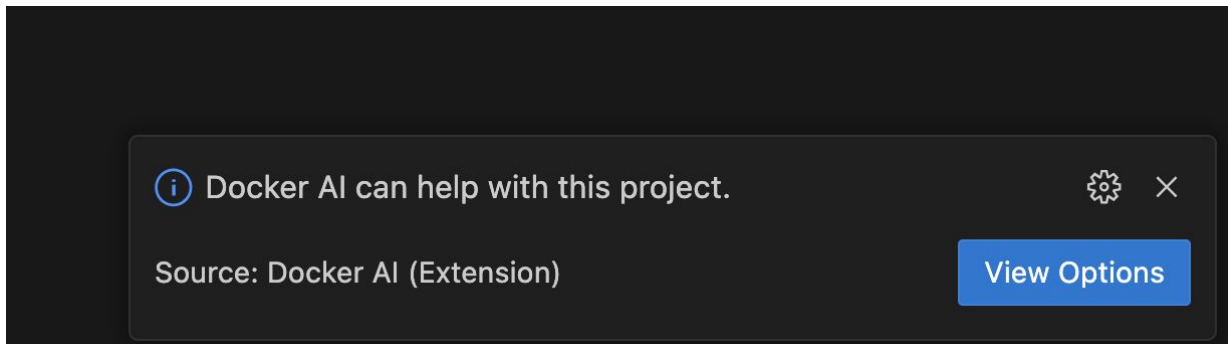 Docker AI can help with this project.
Source: Docker AI (Extension)
View Options